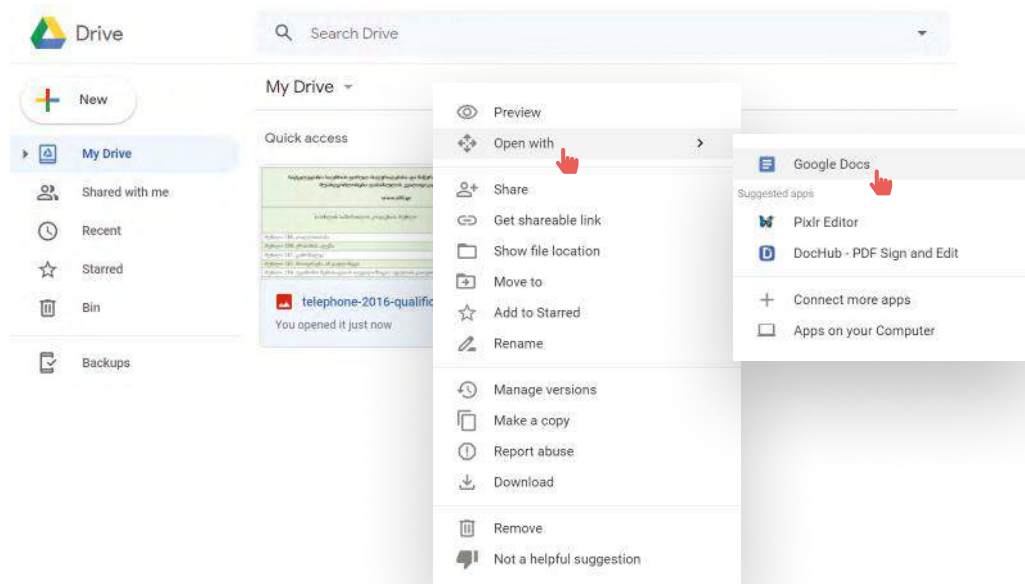 Drive
Search Drive
New
My Drive
Shared with me
Recent
Starred
Bin
Backups
My Drive
Quick access
www.
telephone-2016-qualific
You opened it just now
Preview
Open with
Share
Get shareable link
Show file location
Move to
Add to Starred
Rename
Manage versions
Make a copy
Report abuse
Download
Remove
Not a helpful suggestion
Google Docs
Suggested apps
Pixlr Editor
DocHub - PDF Sign and Edit
Connect more apps
Apps on your Computer